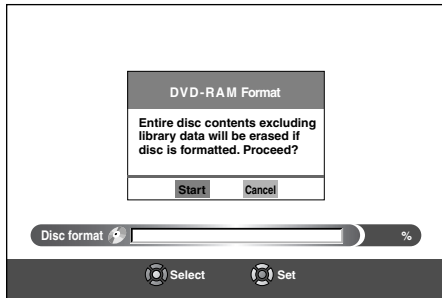 DVD-RAM Format
Entire disc contents excluding
library data will be erased if
disc is formatted. Proceed?
Start Cancel
Disc format %
Select Set